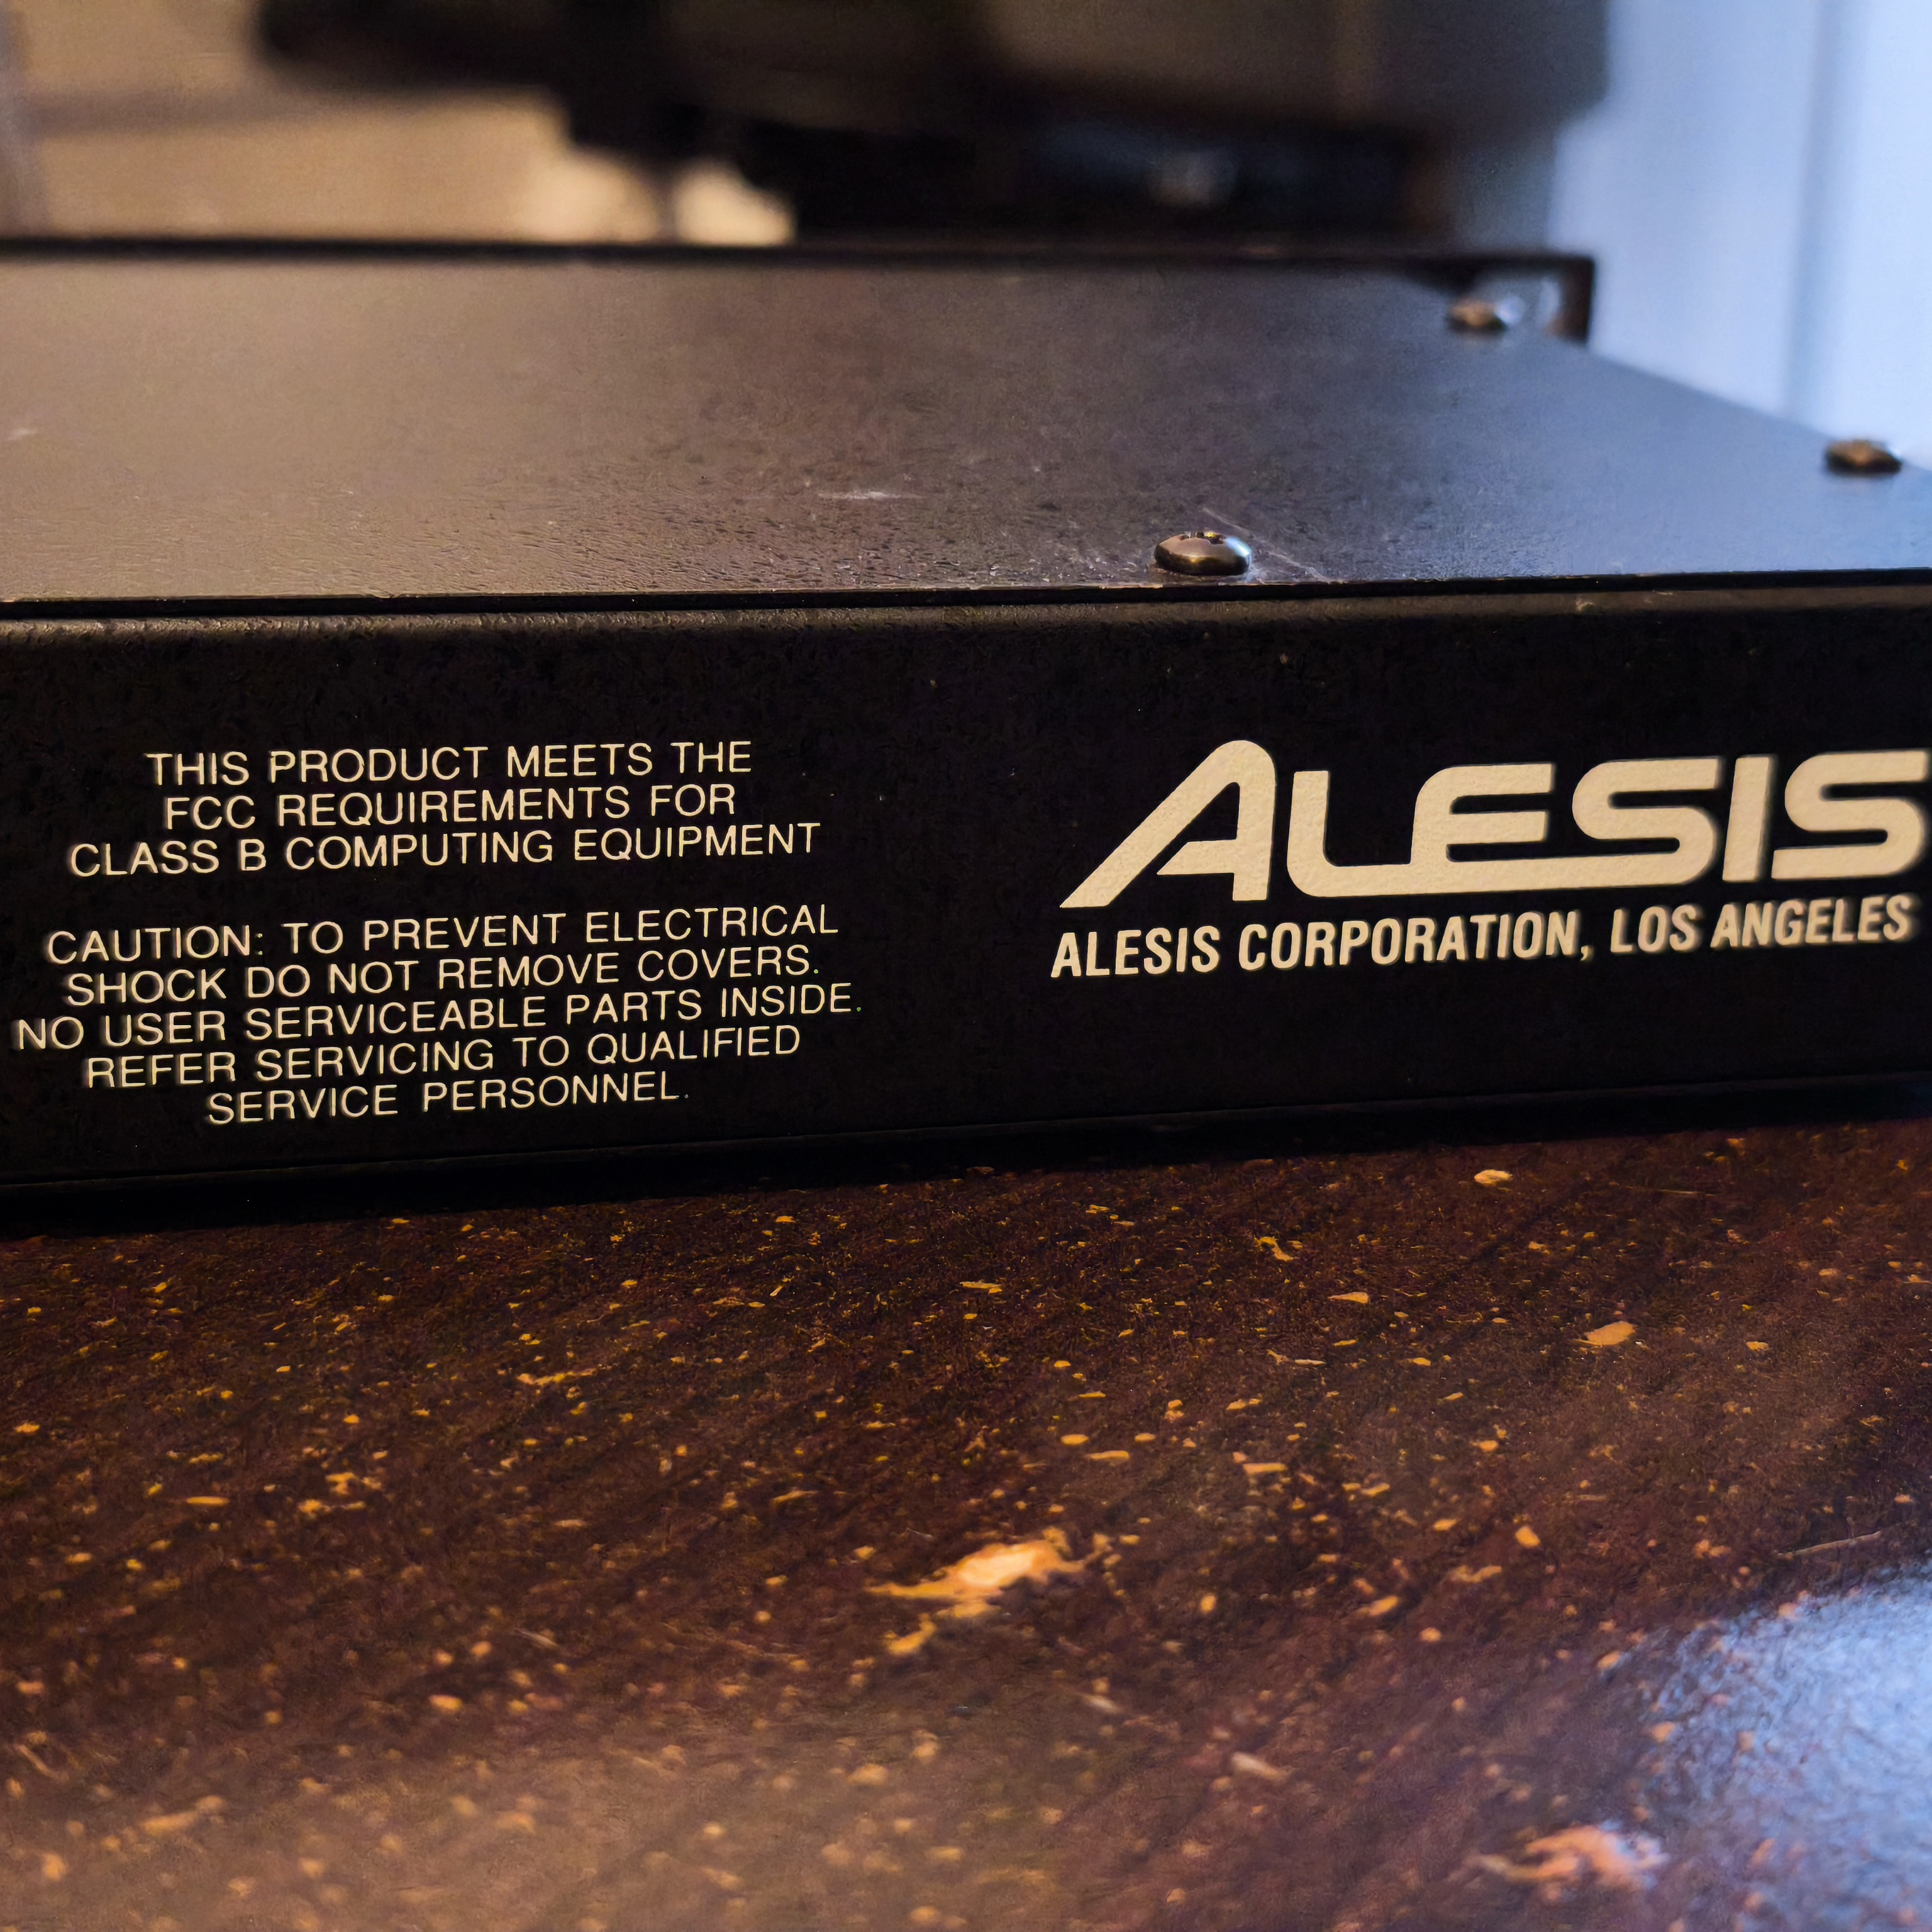 THIS PRODUCT MEETS THE
FCC REQUIREMENTS FOR
CLASS B COMPUTING EQUIPMENT
CAUTION: TO PREVENT ELECTRICAL
SHOCK DO NOT REMOVE COVERS.
NO USER SERVICEABLE PARTS INSIDE.
REFER SERVICING TO QUALIFIED
SERVICE PERSONNEL.
ALESIS
ALESIS CORPORATION, LOS ANGELES